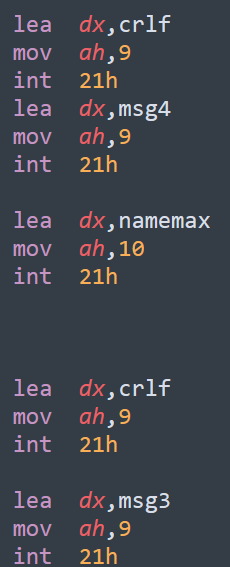 lea dx,crlf
mov ah,9
int 21h
lea dx,msg4
mov ah,9
int 21h
lea dx,namemax
mov ah,10
int 21h
lea dx,crlf
mov ah,9
int 21h
lea dx,msg3
mov ah,9
int 21h